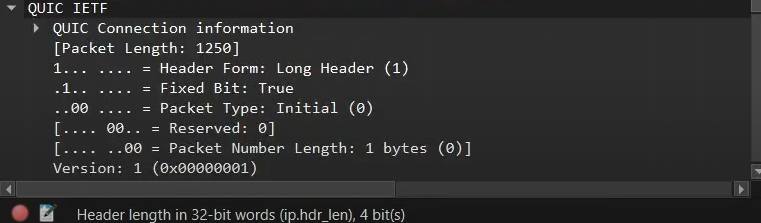 QUIC IETF
QUIC Connection information
[Packet Length: 1250]
1... .... = Header Form: Long Header (1)
.1.. .... = Fixed Bit: True
..00 .... = Packet Type: Initial (0)
[.... 00.. = Reserved: 0]
[.... ..00 = Packet Number Length: 1 bytes (0)]
Version: 1 (0x00000001)
Header length in 32-bit words (ip.hdr_len), 4 bit(s)